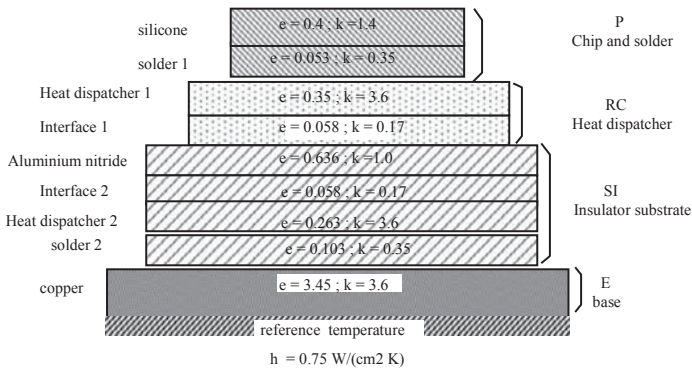 silicone e = 0.4 ; k =1.4 P
Chip and solder
solder 1 e = 0.053 ; k = 0.35
Heat dispatcher 1 e = 0.35 ; k = 3.6 RC
Interface 1 e = 0.058 ; k = 0.17 Heat dispatcher
Aluminium nitride e = 0.636 ; k =1.0
Interface 2 e = 0.058 ; k = 0.17 SI
Insulator substrate
Heat dispatcher 2 e = 0.263 ; k = 3.6
solder 2 e = 0.103 ; k = 0.35
copper e = 3.45 ; k = 3.6 E
base
reference temperature
h = 0.75 W/(cm2 K)